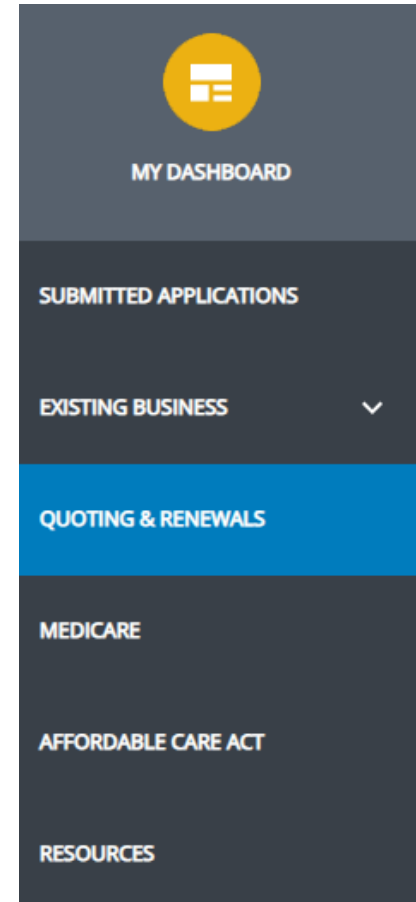 MY DASHBOARD
SUBMITTED APPLICATIONS
EXISTING BUSINESS
QUOTING & RENEWALS
MEDICARE
AFFORDABLE CARE ACT
RESOURCES